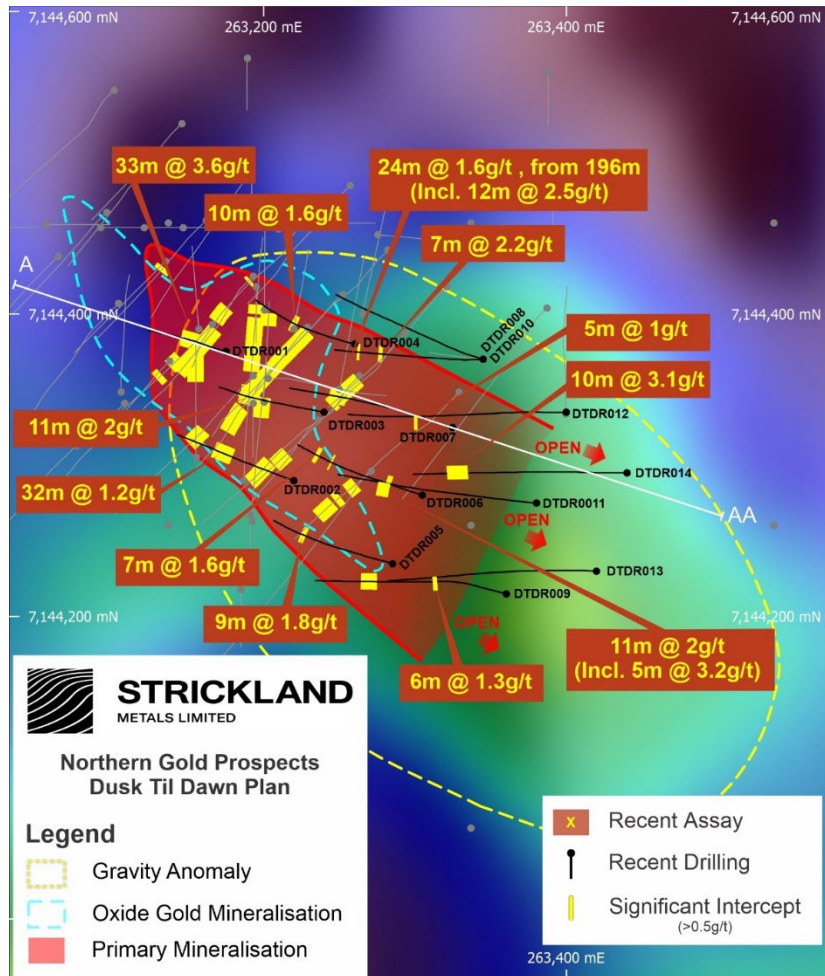 7,144,600 mN
263,200 mE
263,400 mE
7,144,600 mN
33m @ 3.6g/t
24m @ 1.6g/t , from 196m
(Incl. 12m @ 2.5g/t)
10m @ 1.6g/t
7m @ 2.2g/t
A
7,144,400 mN
7,144,400 mN
DTDR008
DTDR010
5m @ 1g/t
DTDR004
DTDR001
10m @ 3.1g/t
11m @ 2g/t
DTDR003
DTDR007
DTDR012
OPEN
32m @ 1.2g/t
DTDR014
DTDR002
DTDR006
DTDR0011
OPEN
AA
7m @ 1.6g/t
DTDR005
DTDR013
DTDR009
9m @ 1.8g/t
7,144,200 mN
7,144,200 mN
OPEN
11m @ 2g/t
(Incl. 5m @ 3.2g/t)
6m @ 1.3g/t
STRICKLAND
METALS LIMITED
Northern Gold Prospects
Dusk Til Dawn Plan
Legend
Gravity Anomaly
Oxide Gold Mineralisation
Primary Mineralisation
x Recent Assay
Recent Drilling
Significant Intercept
(>0.5g/t)
263,400 mE